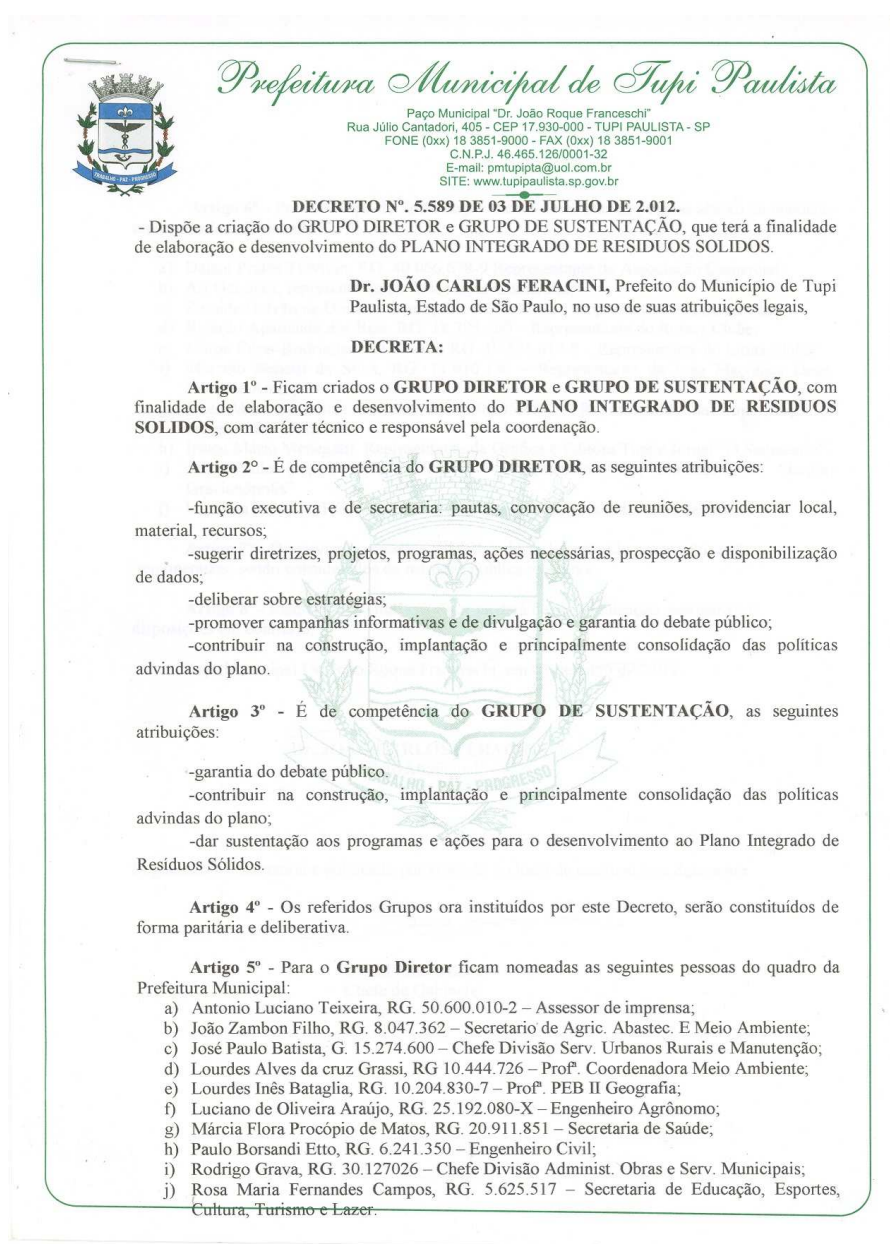 Prefeitura Municipal de Tupi Paulista
Paço Municipal "Dr. João Roque Franceschi"
Rua Júlio Cantadori, 405 - CEP 17.930-000 - TUPI PAULISTA - SP
FONE (0xx) 18 3851-9000 - FAX (0xx) 18 3851-9001
C.N.P.J. 46.465.126/0001-32
E-mail: pmtupipta@uol.com.br
SITE: www.tupipaulista.sp.gov.br
TRABALHO - PAZ - PROGRESSO
DECRETO Nº. 5.589 DE 03 DE JULHO DE 2.012.
- Dispõe a criação do GRUPO DIRETOR e GRUPO DE SUSTENTAÇÃO, que terá a finalidade
de elaboração e desenvolvimento do PLANO INTEGRADO DE RESIDUOS SOLIDOS.
Dr. JOÃO CARLOS FERACINI, Prefeito do Município de Tupi
Paulista, Estado de São Paulo, no uso de suas atribuições legais,
DECRETA:
Artigo 1º - Ficam criados o GRUPO DIRETOR e GRUPO DE SUSTENTAÇÃO, com
finalidade de elaboração e desenvolvimento do PLANO INTEGRADO DE RESIDUOS
SOLIDOS, com caráter técnico e responsável pela coordenação.
Artigo 2º - É de competência do GRUPO DIRETOR, as seguintes atribuições:
-função executiva e de secretaria: pautas, convocação de reuniões, providenciar local,
material, recursos;
-sugerir diretrizes, projetos, programas, ações necessárias, prospecção e disponibilização
de dados;
-deliberar sobre estratégias;
-promover campanhas informativas e de divulgação e garantia do debate público;
-contribuir na construção, implantação e principalmente consolidação das políticas
advindas do plano.
Artigo 3º - É de competência do GRUPO DE SUSTENTAÇÃO, as seguintes
atribuições:
-garantia do debate público.
TRABALHO - PAZ - PROGRESSO
-contribuir na construção, implantação e principalmente consolidação das políticas
advindas do plano;
-dar sustentação aos programas e ações para o desenvolvimento ao Plano Integrado de
Resíduos Sólidos.
Artigo 4º - Os referidos Grupos ora instituídos por este Decreto, serão constituídos de
forma paritária e deliberativa.
Artigo 5º - Para o Grupo Diretor ficam nomeadas as seguintes pessoas do quadro da
Prefeitura Municipal:
a) Antonio Luciano Teixeira, RG. 50.600.010-2 – Assessor de imprensa;
b) João Zambon Filho, RG. 8.047.362 – Secretario de Agric. Abastec. E Meio Ambiente;
c) José Paulo Batista, G. 15.274.600 – Chefe Divisão Serv. Urbanos Rurais e Manutenção;
d) Lourdes Alves da cruz Grassi, RG 10.444.726 – Profª. Coordenadora Meio Ambiente;
e) Lourdes Inês Bataglia, RG. 10.204.830-7 – Profª. PEB II Geografia;
f) Luciano de Oliveira Araújo, RG. 25.192.080-X – Engenheiro Agrônomo;
g) Márcia Flora Procópio de Matos, RG. 20.911.851 – Secretaria de Saúde;
h) Paulo Borsandi Etto, RG. 6.241.350 – Engenheiro Civil;
i) Rodrigo Grava, RG. 30.127026 – Chefe Divisão Administ. Obras e Serv. Municipais;
j) Rosa Maria Fernandes Campos, RG. 5.625.517 – Secretaria de Educação, Esportes,
Cultura, Turismo e Lazer.